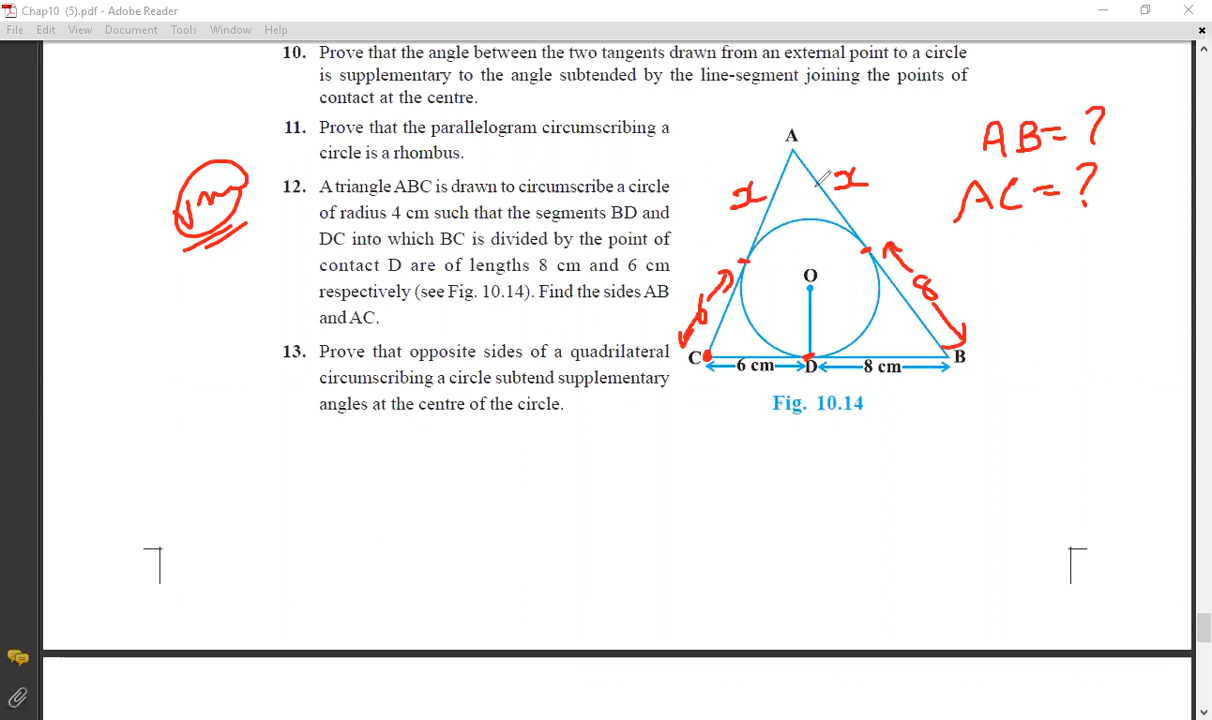 Chap10 (5).pdf - Adobe Reader
File Edit View Document Tools Window Help
10. Prove that the angle between the two tangents drawn from an external point to a circle
is supplementary to the angle subtended by the line-segment joining the points of
contact at the centre.
11. Prove that the parallelogram circumscribing a
circle is a rhombus.
12. A triangle ABC is drawn to circumscribe a circle
of radius 4 cm such that the segments BD and
DC into which BC is divided by the point of
contact D are of lengths 8 cm and 6 cm
respectively (see Fig. 10.14). Find the sides AB
and AC.
13. Prove that opposite sides of a quadrilateral
circumscribing a circle subtend supplementary
angles at the centre of the circle.
A
x x
O
6 8
C D B
6 cm 8 cm
Fig. 10.14
AB = ?
AC = ?